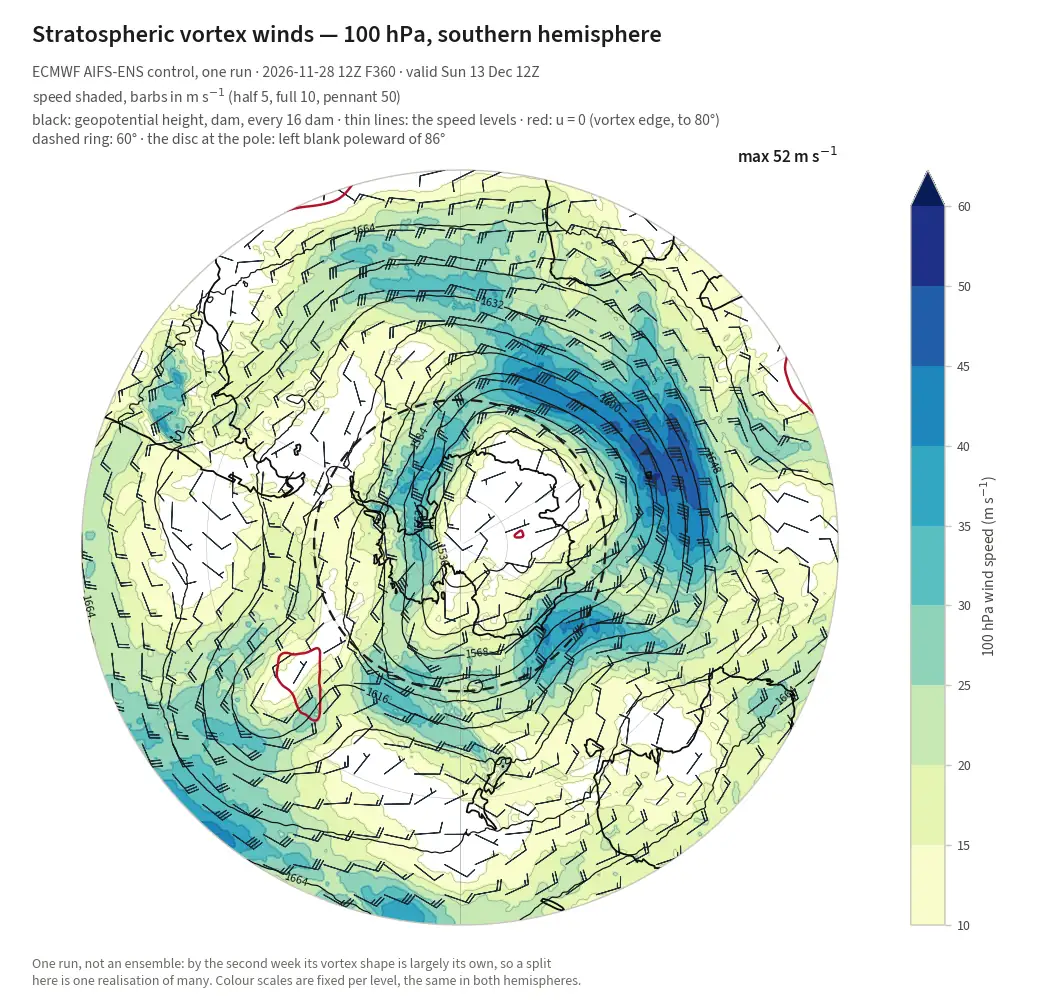 Stratospheric vortex winds — 100 hPa, southern hemisphere
ECMWF AIFS-ENS control, one run · 2026-11-28 12Z F360 · valid Sun 13 Dec 12Z
speed shaded, barbs in m s⁻¹ (half 5, full 10, pennant 50)
black: geopotential height, dam, every 16 dam · thin lines: the speed levels · red: u = 0 (vortex edge, to 80°)
dashed ring: 60° · the disc at the pole: left blank poleward of 86°
max 52 m s⁻¹
60
50
45
40
35
30
25
20
15
10
100 hPa wind speed (m s⁻¹)
1664
1632
1648
1536
1568
1616
1664
1664
One run, not an ensemble: by the second week its vortex shape is largely its own, so a split
here is one realisation of many. Colour scales are fixed per level, the same in both hemispheres.